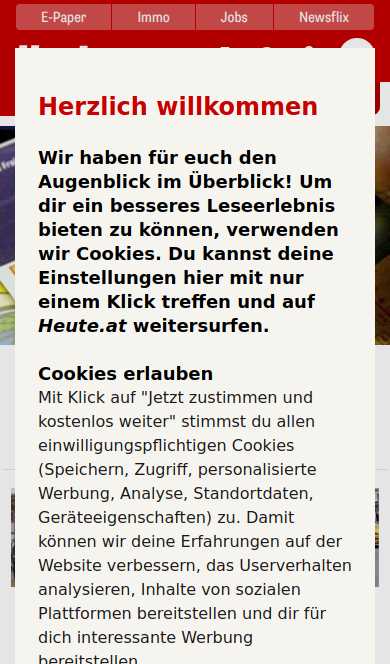 E-Paper Immo Jobs Newsflix
Herzlich willkommen
Wir haben für euch den
Augenblick im Überblick! Um
dir ein besseres Leseerlebnis
bieten zu können, verwenden
wir Cookies. Du kannst deine
Einstellungen hier mit nur
einem Klick treffen und auf
Heute.at weitersurfen.
Cookies erlauben
Mit Klick auf "Jetzt zustimmen und
kostenlos weiter" stimmst du allen
einwilligungspflichtigen Cookies
(Speichern, Zugriff, personalisierte
Werbung, Analyse, Standortdaten,
Geräteeigenschaften) zu. Damit
können wir deine Erfahrungen auf der
Website verbessern, das Userverhalten
analysieren, Inhalte von sozialen
Plattformen bereitstellen und dir für
dich interessante Werbung
bereitstellen